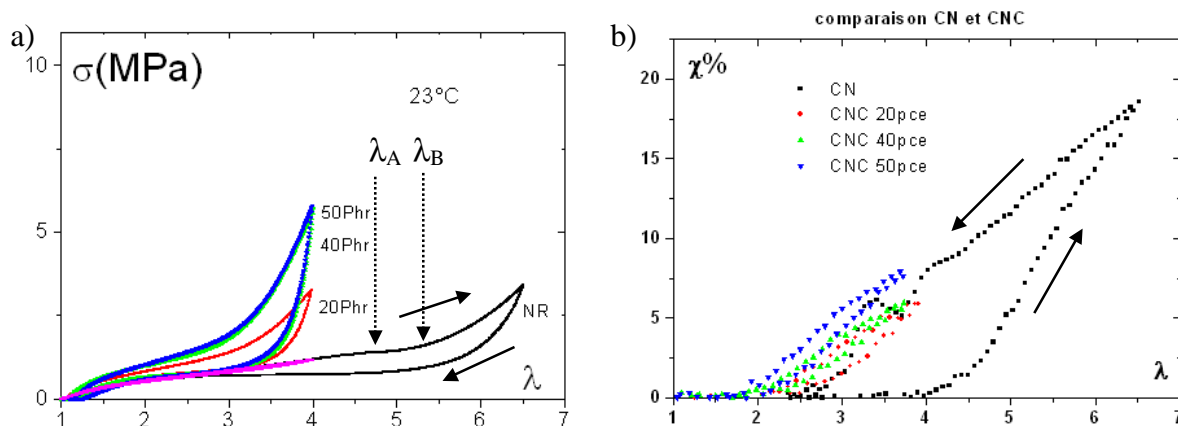 a)
σ(MPa)
23°C
λA
λB
50Phr
40Phr
20Phr
NR
λ
10
5
0
1 2 3 4 5 6 7
b)
comparaison CN et CNC
χ%
CN
CNC 20pce
CNC 40pce
CNC 50pce
λ
20
15
10
5
0
1 2 3 4 5 6 7